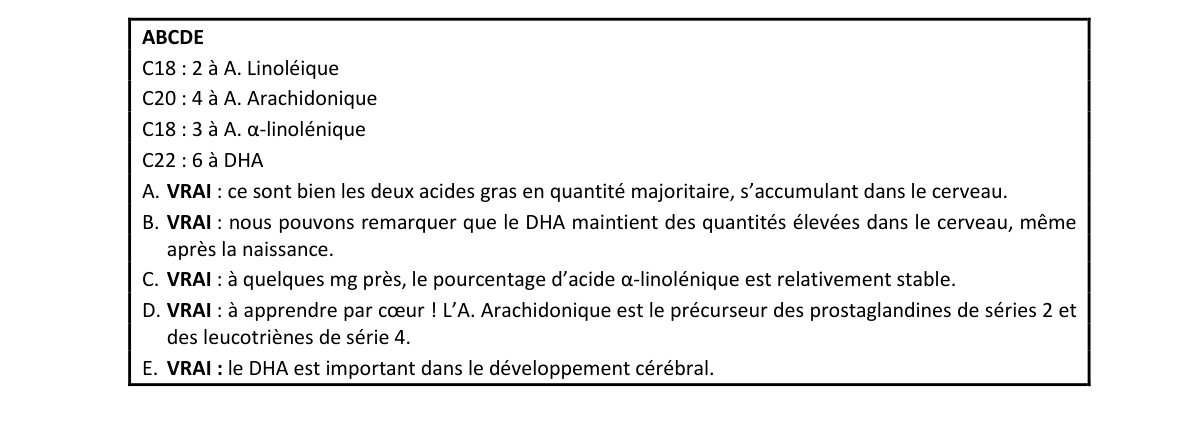 ABCDE
C18 : 2 à A. Linoléique
C20 : 4 à A. Arachidonique
C18 : 3 à A. α-linolénique
C22 : 6 à DHA
A. VRAI : ce sont bien les deux acides gras en quantité majoritaire, s’accumulant dans le cerveau.
B. VRAI : nous pouvons remarquer que le DHA maintient des quantités élevées dans le cerveau, même
après la naissance.
C. VRAI : à quelques mg près, le pourcentage d’acide α-linolénique est relativement stable.
D. VRAI : à apprendre par cœur ! L’A. Arachidonique est le précurseur des prostaglandines de séries 2 et
des leucotriènes de série 4.
E. VRAI : le DHA est important dans le développement cérébral.